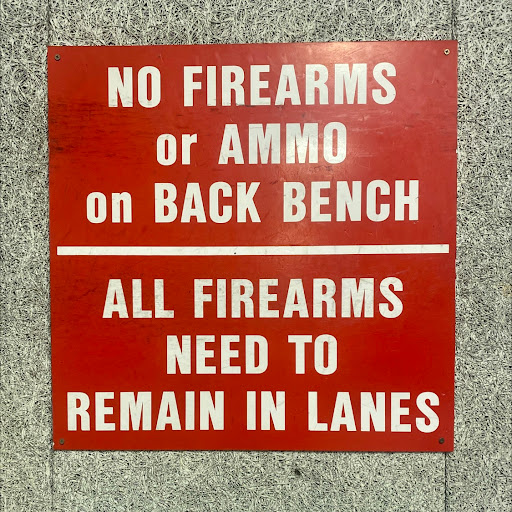 NO FIREARMS
or AMMO
on BACK BENCH
ALL FIREARMS
NEED TO
REMAIN IN LANES